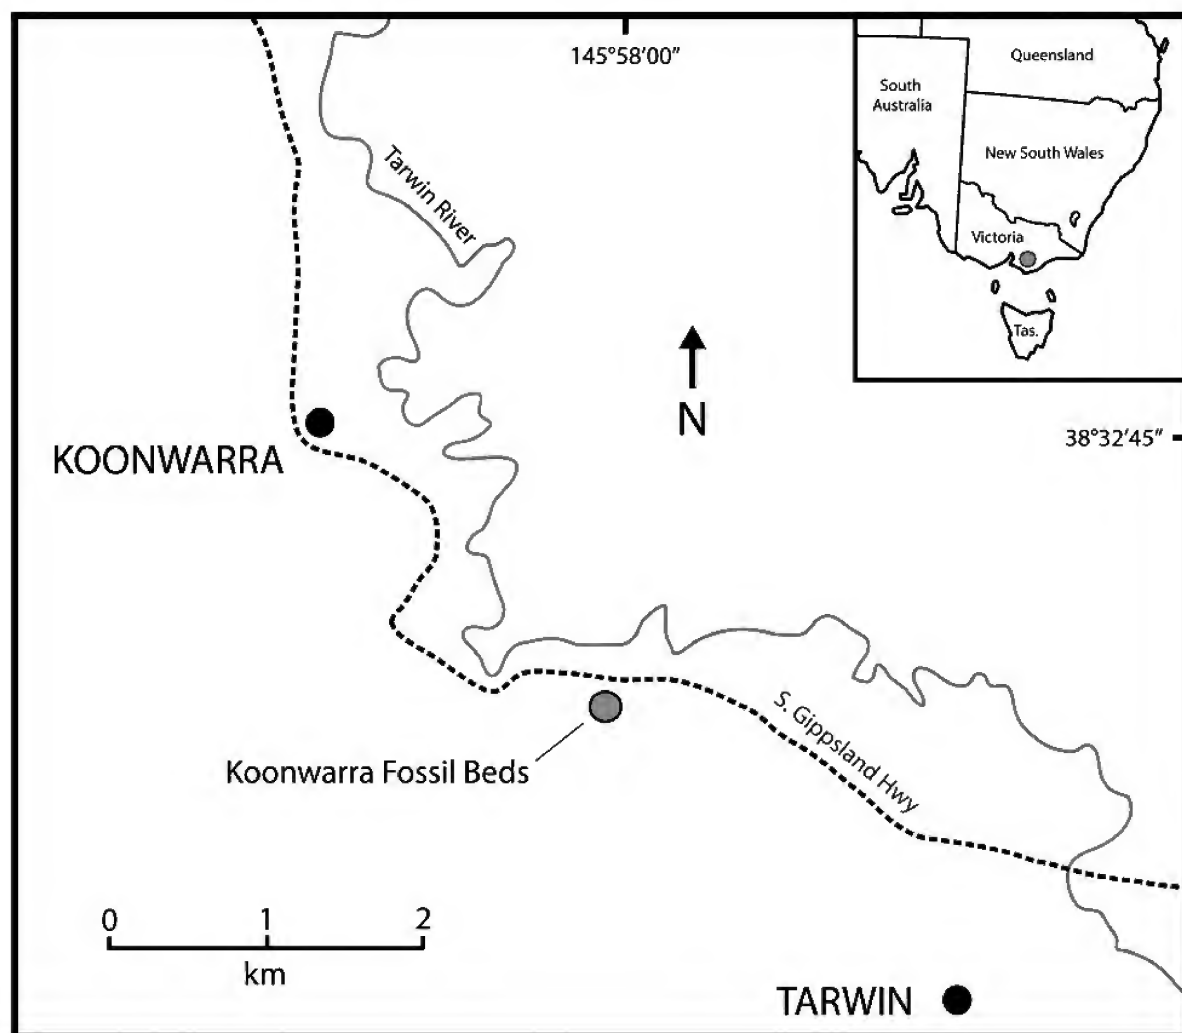 145°58'00"
Queensland
South
Australia
New South Wales
Victoria
Tas.
Tarwin River
N
38°32'45"
KOONWARRA
S. Gippsland Hwy
Koonwarra Fossil Beds
0 1 2
km
TARWIN